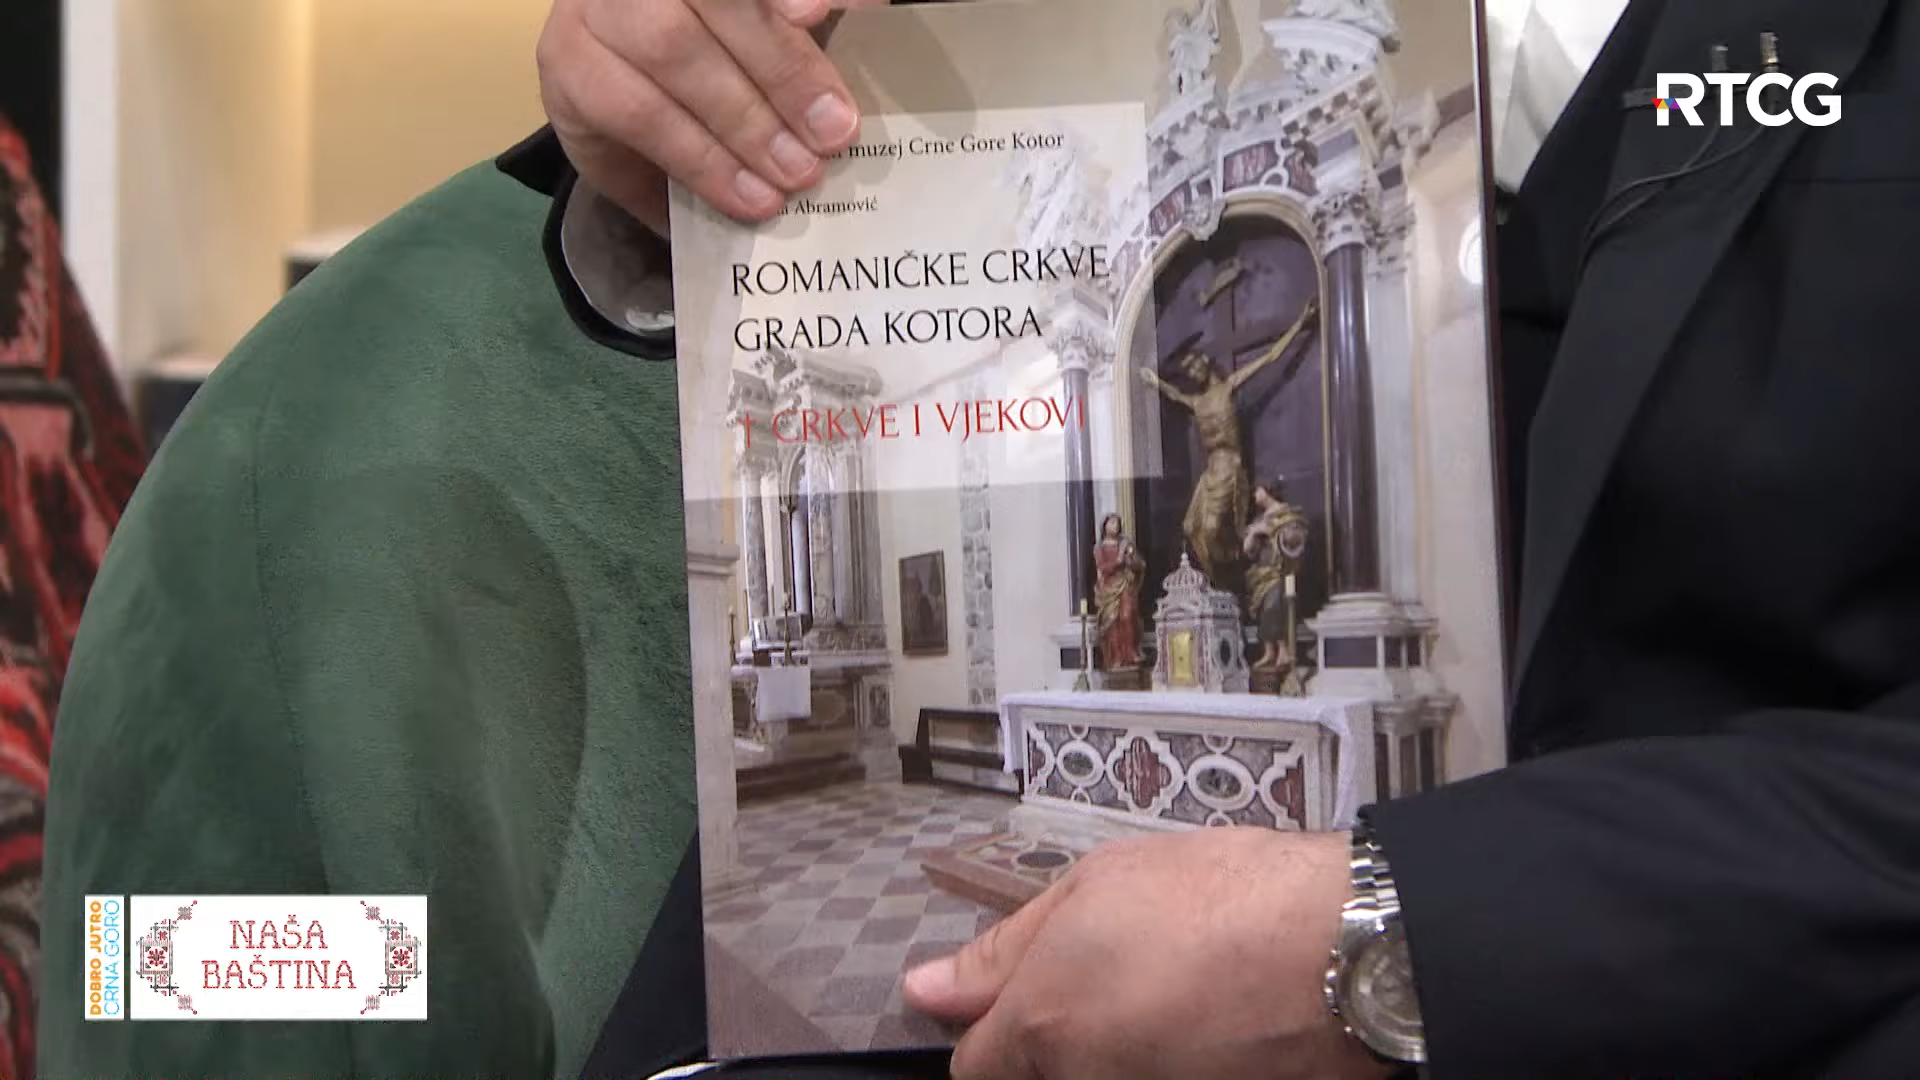 RTCG
muzej Crne Gore Kotor
Abramović
ROMANIČKE CRKVE
GRADA KOTORA
† CRKVE I VJEKOVI
DOBRO JUTRO
CRNA GORO
NAŠA
BAŠTINA